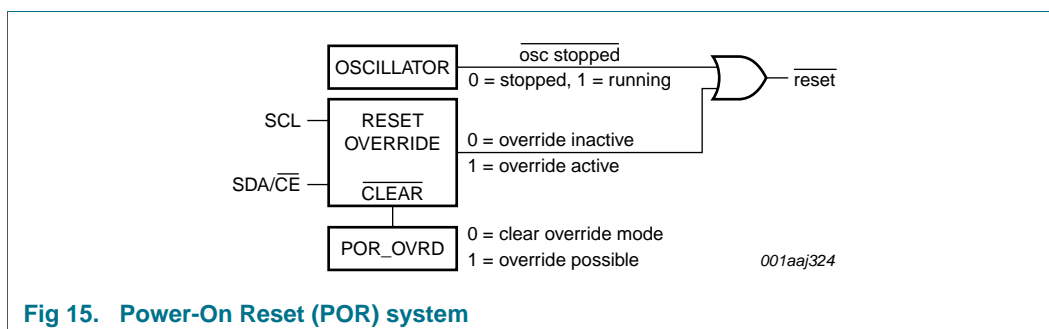 OSCILLATOR
osc stopped
0 = stopped, 1 = running
reset
SCL
RESET
OVERRIDE
0 = override inactive
1 = override active
SDA/CE
CLEAR
POR_OVRD
0 = clear override mode
1 = override possible
001aaj324
Fig 15. Power-On Reset (POR) system